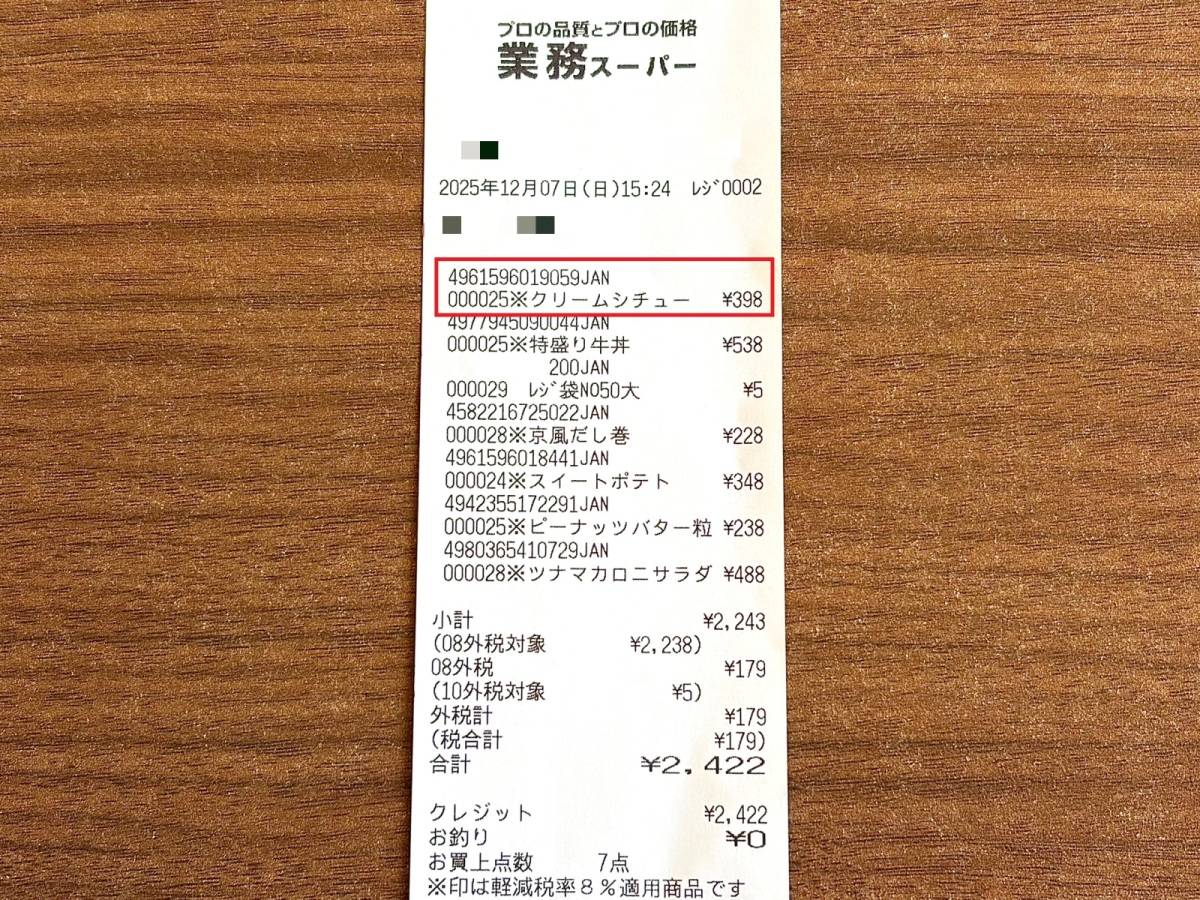 プロの品質とプロの価格
業務スーパー
2025年12月07日(日)15:24 ﾚｼﾞ0002
4961596019059JAN
000025※クリームシチュー ¥398
4977945090044JAN
000025※特盛り牛丼 ¥538
200JAN
000029 ﾚｼﾞ袋NO50大 ¥5
4582216725022JAN
000028※京風だし巻 ¥228
4961596018441JAN
000024※スイートポテト ¥348
4942355172291JAN
000025※ピーナッツバター粒 ¥238
4980365410729JAN
000028※ツナマカロニサラダ ¥488
小計 ¥2,243
(08外税対象 ¥2,238)
08外税 ¥179
(10外税対象 ¥5)
外税計 ¥179
(税合計 ¥179)
合計 ¥2,422
クレジット ¥2,422
お釣り ¥0
お買上点数 7点
※印は軽減税率8%適用商品です